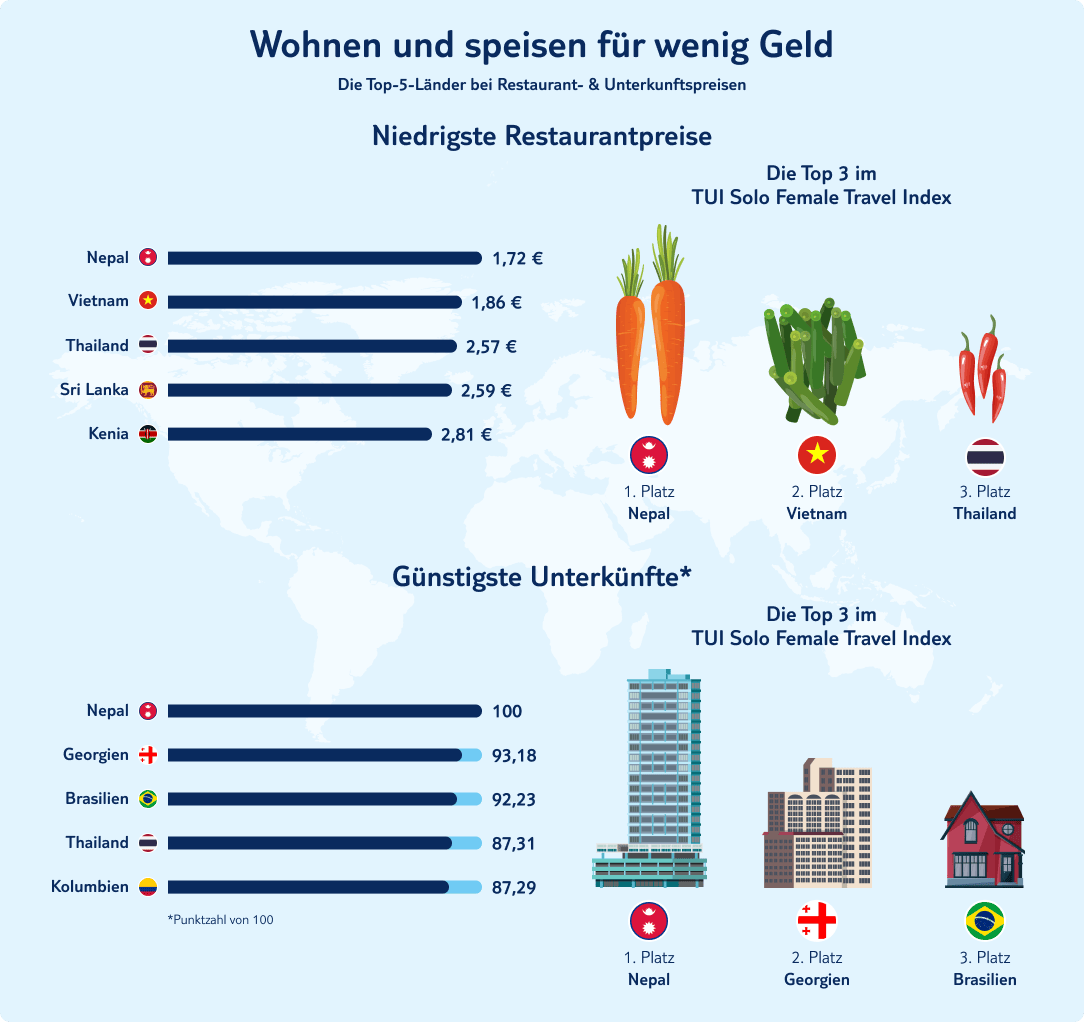 Wohnen und speisen für wenig Geld
Die Top-5-Länder bei Restaurant- & Unterkunftspreisen
Niedrigste Restaurantpreise
Die Top 3 im
TUI Solo Female Travel Index
Nepal 1,72 €
Vietnam 1,86 €
Thailand 2,57 €
Sri Lanka 2,59 €
Kenia 2,81 €
1. Platz 2. Platz 3. Platz
Nepal Vietnam Thailand
Günstigste Unterkünfte*
Die Top 3 im
TUI Solo Female Travel Index
Nepal 100
Georgien 93,18
Brasilien 92,23
Thailand 87,31
Kolumbien 87,29
*Punktzahl von 100
1. Platz 2. Platz 3. Platz
Nepal Georgien Brasilien